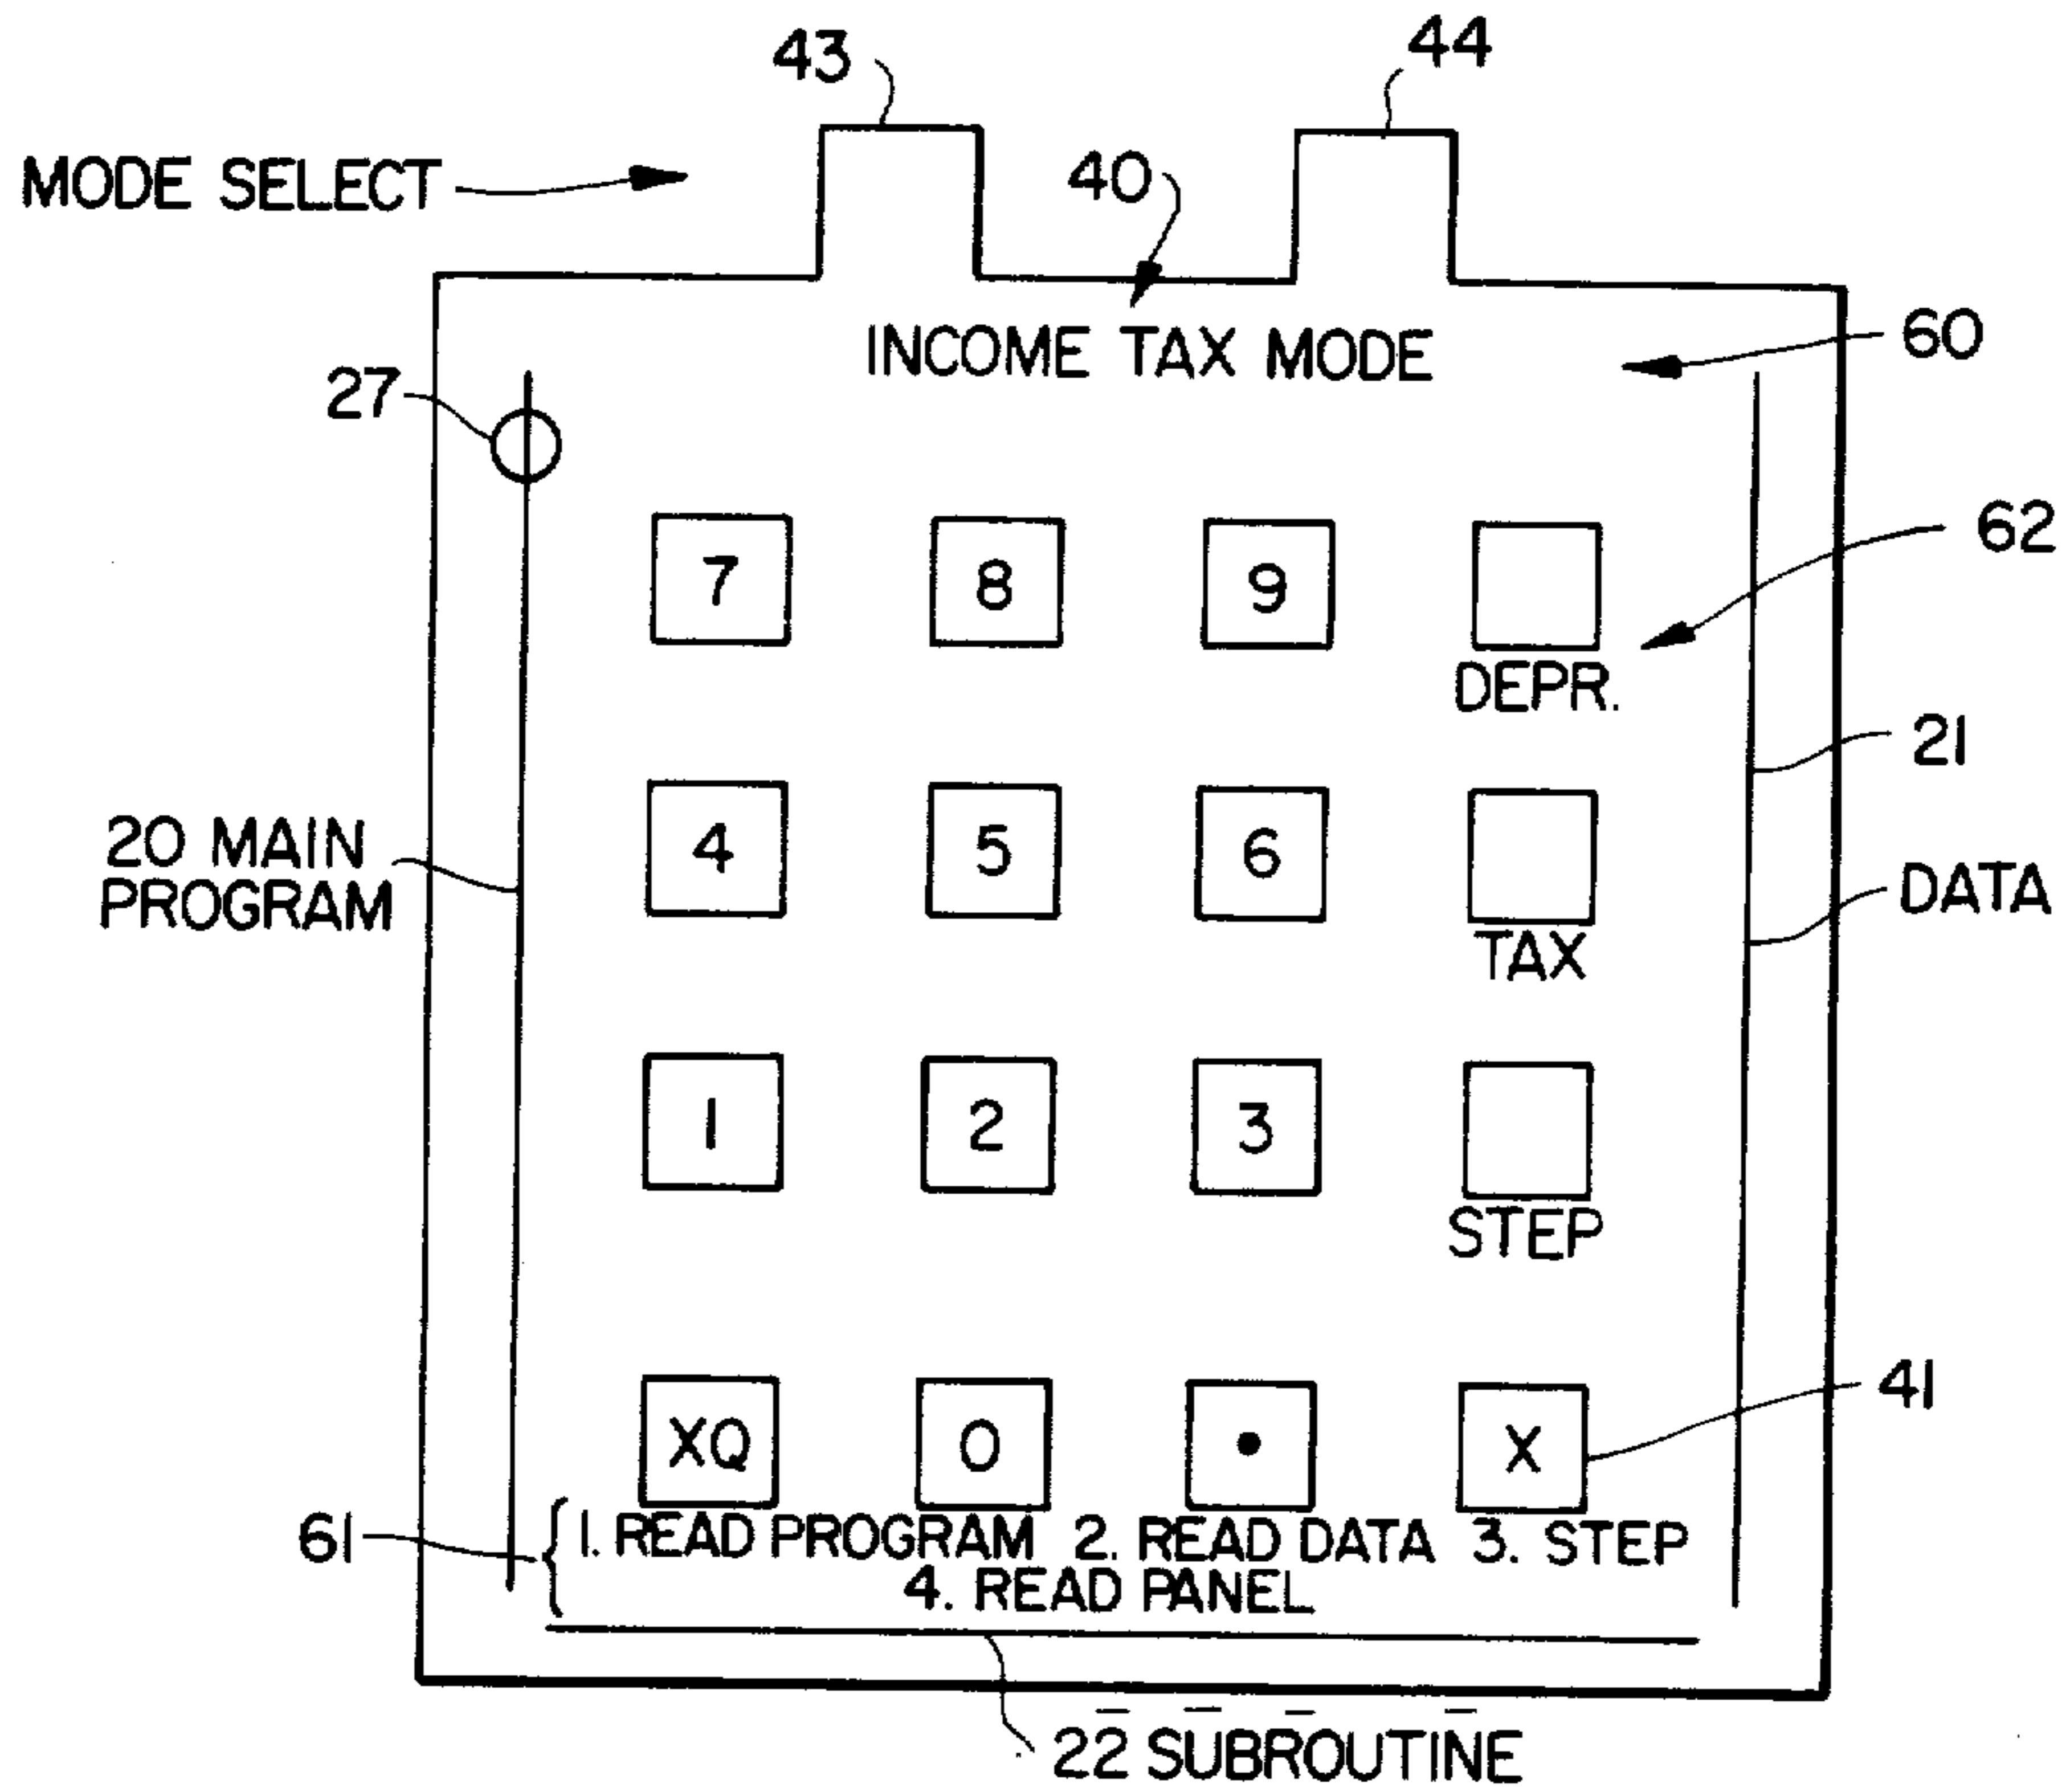 43
44
MODE SELECT
40
INCOME TAX MODE
60
27
7 8 9
62
DEPR.
21
20 MAIN
PROGRAM
4 5 6
DATA
TAX
1 2 3
STEP
XQ 0 • X
41
61
1. READ PROGRAM 2. READ DATA 3. STEP
4. READ PANEL
22 SUBROUTINE